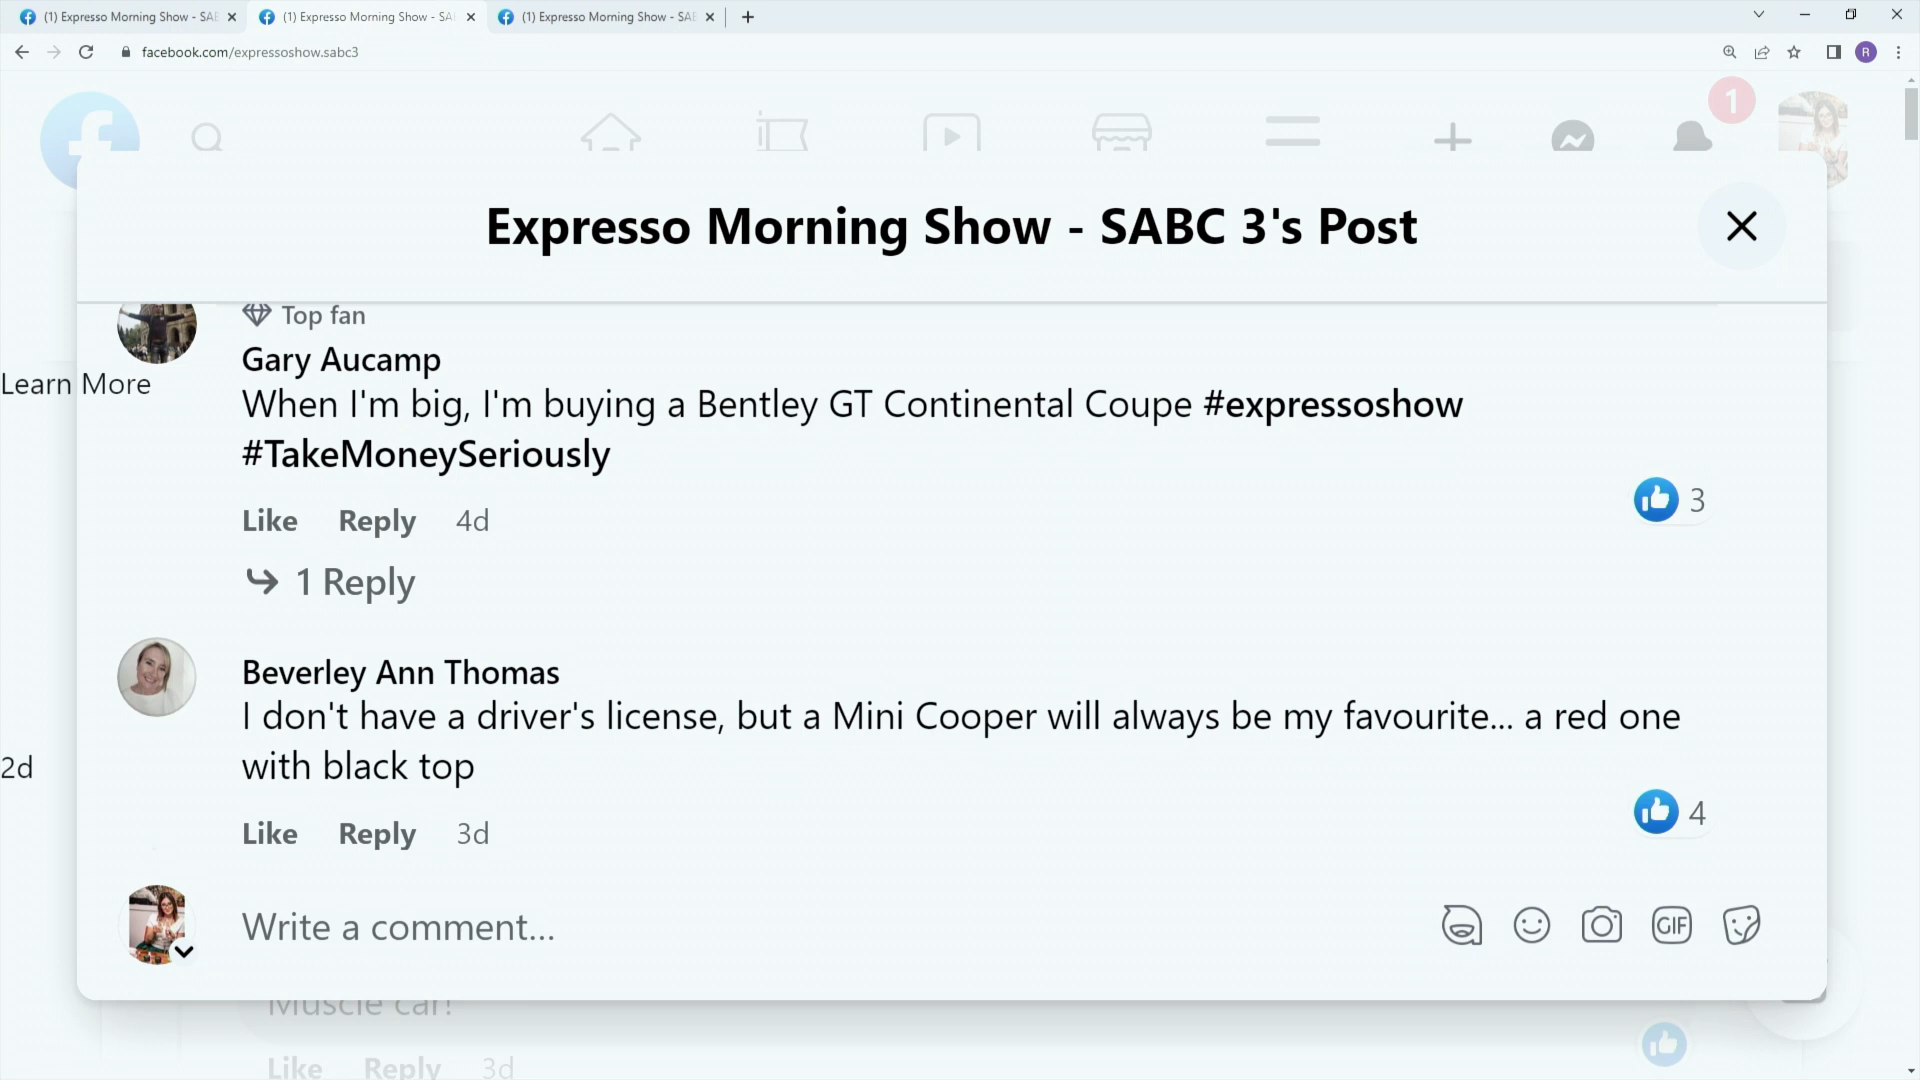 (1) Expresso Morning Show - SAB
(1) Expresso Morning Show - SAB
(1) Expresso Morning Show - SAB
facebook.com/expressoshow.sabc3
R
1
Expresso Morning Show - SABC 3's Post
Top fan
Gary Aucamp
Learn More
When I'm big, I'm buying a Bentley GT Continental Coupe #expressoshow
#TakeMoneySeriously
3
Like Reply 4d
1 Reply
Beverley Ann Thomas
I don't have a driver's license, but a Mini Cooper will always be my favourite... a red one
with black top
2d
4
Like Reply 3d
Write a comment...
GIF
Muscle car!
Like Reply 3d